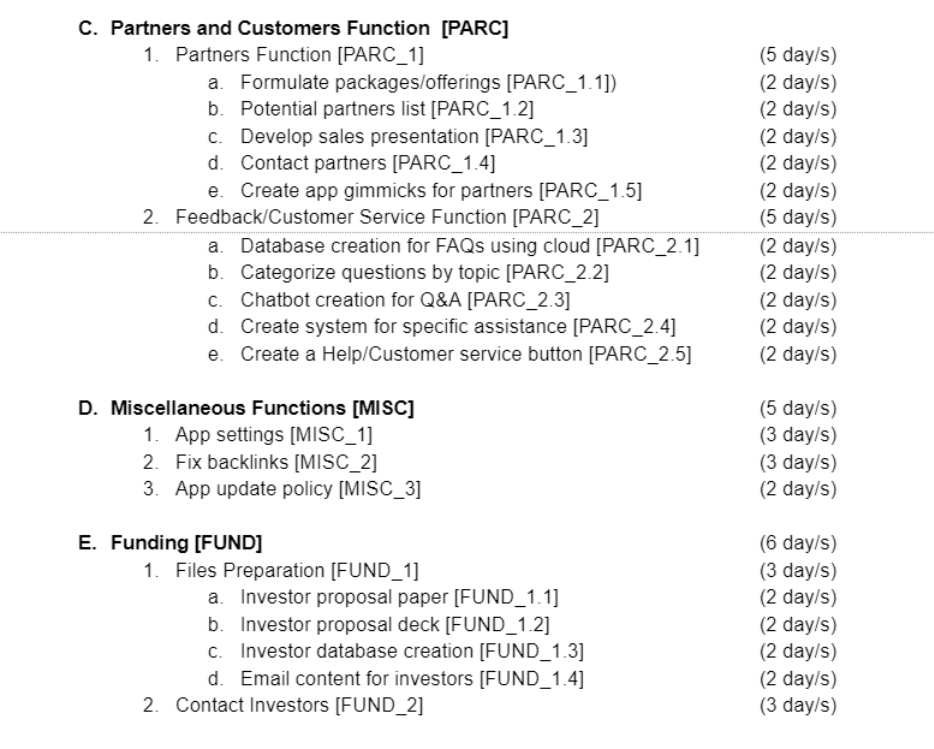 C. Partners and Customers Function [PARC]
1. Partners Function [PARC_1] (5 day/s)
a. Formulate packages/offerings [PARC_1.1]) (2 day/s)
b. Potential partners list [PARC_1.2] (2 day/s)
c. Develop sales presentation [PARC_1.3] (2 day/s)
d. Contact partners [PARC_1.4] (2 day/s)
e. Create app gimmicks for partners [PARC_1.5] (2 day/s)
2. Feedback/Customer Service Function [PARC_2] (5 day/s)
a. Database creation for FAQs using cloud [PARC_2.1] (2 day/s)
b. Categorize questions by topic [PARC_2.2] (2 day/s)
c. Chatbot creation for Q&A [PARC_2.3] (2 day/s)
d. Create system for specific assistance [PARC_2.4] (2 day/s)
e. Create a Help/Customer service button [PARC_2.5] (2 day/s)
D. Miscellaneous Functions [MISC] (5 day/s)
1. App settings [MISC_1] (3 day/s)
2. Fix backlinks [MISC_2] (3 day/s)
3. App update policy [MISC_3] (2 day/s)
E. Funding [FUND] (6 day/s)
1. Files Preparation [FUND_1] (3 day/s)
a. Investor proposal paper [FUND_1.1] (2 day/s)
b. Investor proposal deck [FUND_1.2] (2 day/s)
c. Investor database creation [FUND_1.3] (2 day/s)
d. Email content for investors [FUND_1.4] (2 day/s)
2. Contact Investors [FUND_2] (3 day/s)